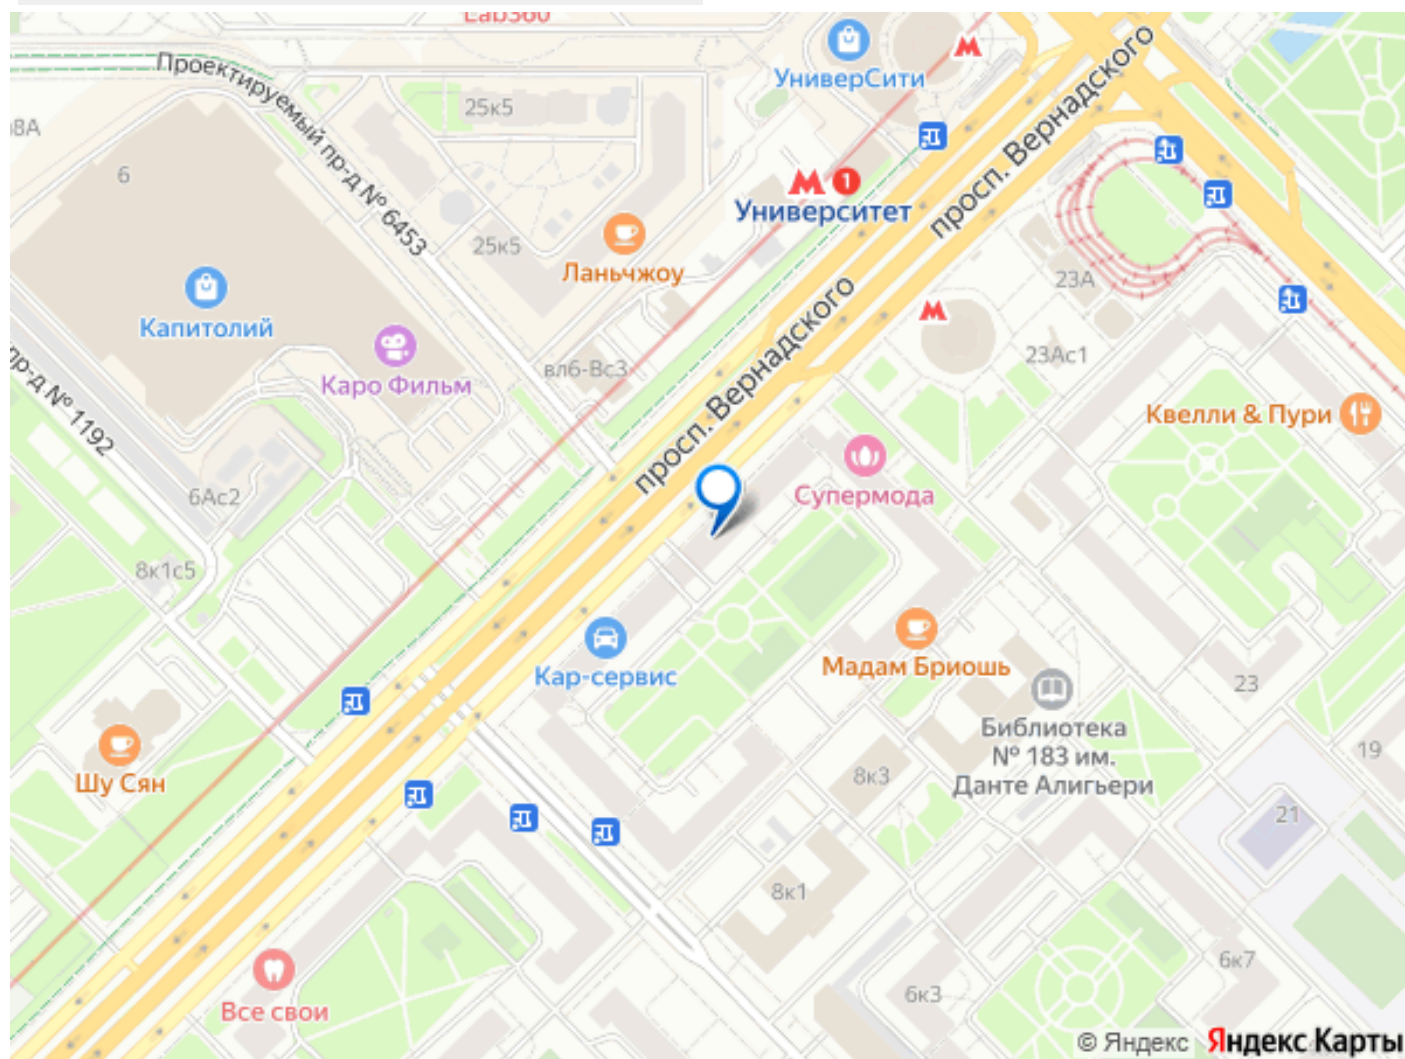 Lab360
Проектируемый пр-д № 6453
УниверСити
просп. Вернадского
25к5
6
Университет
1
25к5
Ланьчжоу
23А
Капитолий
просп. Вернадского
Каро Фильм
вл6-Вс3
23Ас1
пр-д № 1192
Квелли & Пури
6Ас2
Супермода
8к1с5
Кар-сервис
Мадам Бриошь
23
Библиотека
№ 183 им.
Данте Алигьери
19
Шу Сян
8к3
21
8к1
6к7
6к3
Все свои
© Яндекс Яндекс Карты